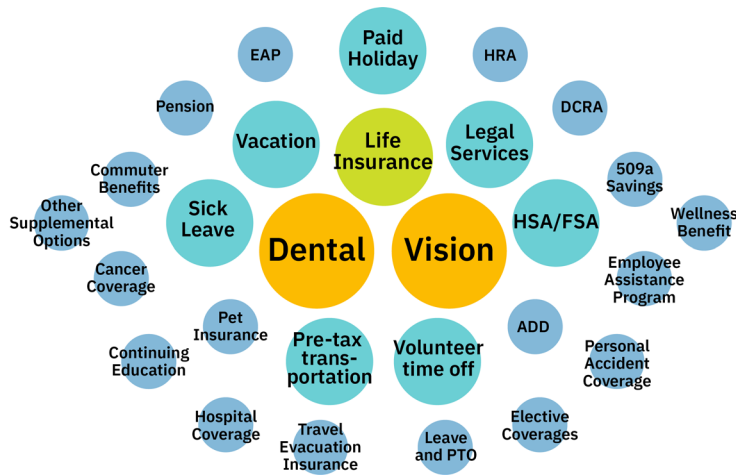 EAP
Paid
Holiday
HRA
Pension
DCRA
Vacation
Life
Insurance
Legal
Services
Commuter
Benefits
509a
Savings
Other
Supplemental
Options
Sick
Leave
Dental
Vision
HSA/FSA
Wellness
Benefit
Cancer
Coverage
Employee
Assistance
Program
Pet
Insurance
ADD
Continuing
Education
Pre-tax
trans-
portation
Volunteer
time off
Personal
Accident
Coverage
Hospital
Coverage
Travel
Evacuation
Insurance
Leave
and PTO
Elective
Coverages